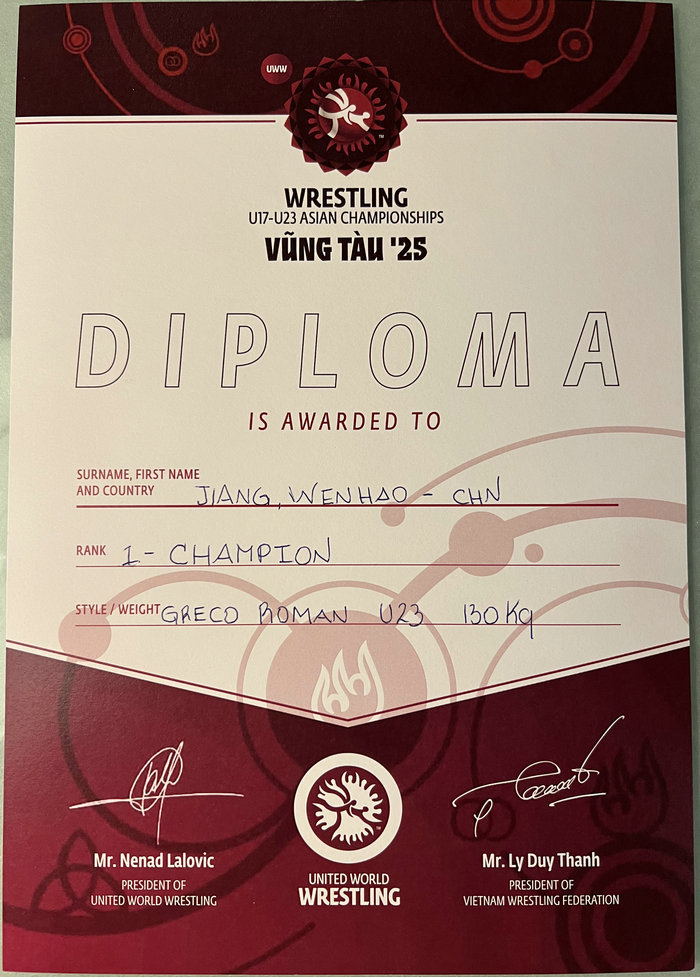 UWW
TM
WRESTLING
U17-U23 ASIAN CHAMPIONSHIPS
VŨNG TÀU '25
DIPLOMA
IS AWARDED TO
SURNAME, FIRST NAME
AND COUNTRY JIANG, WENHAO - CHN
RANK 1 - CHAMPION
STYLE / WEIGHT GRECO ROMAN U23 130 Kg
Mr. Nenad Lalovic
PRESIDENT OF
UNITED WORLD WRESTLING
UNITED WORLD
WRESTLING
Mr. Ly Duy Thanh
PRESIDENT OF
VIETNAM WRESTLING FEDERATION